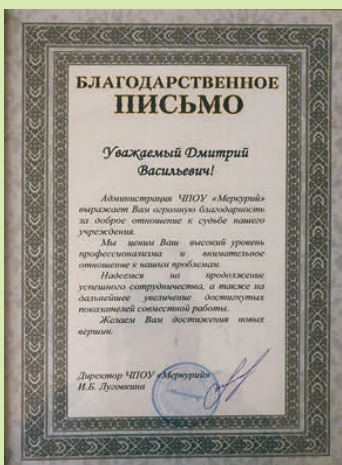 БЛАГОДАРСТВЕННОЕ
ПИСЬМО
Уважаемый Дмитрий
Васильевич!
Администрация ЧПОУ «Меркурий»
выражает Вам огромную благодарность
за доброе отношение к судьбе нашего
учреждения.
Мы ценим Ваш высокий уровень
профессионализма и внимательное
отношение к нашим проблемам.
Надеемся на продолжение
успешного сотрудничества, а также на
дальнейшее увеличение достигнутых
показателей совместной работы.
Желаем Вам достижения новых
вершин.
Директор ЧПОУ «Меркурий»
И.Б. Луговкина